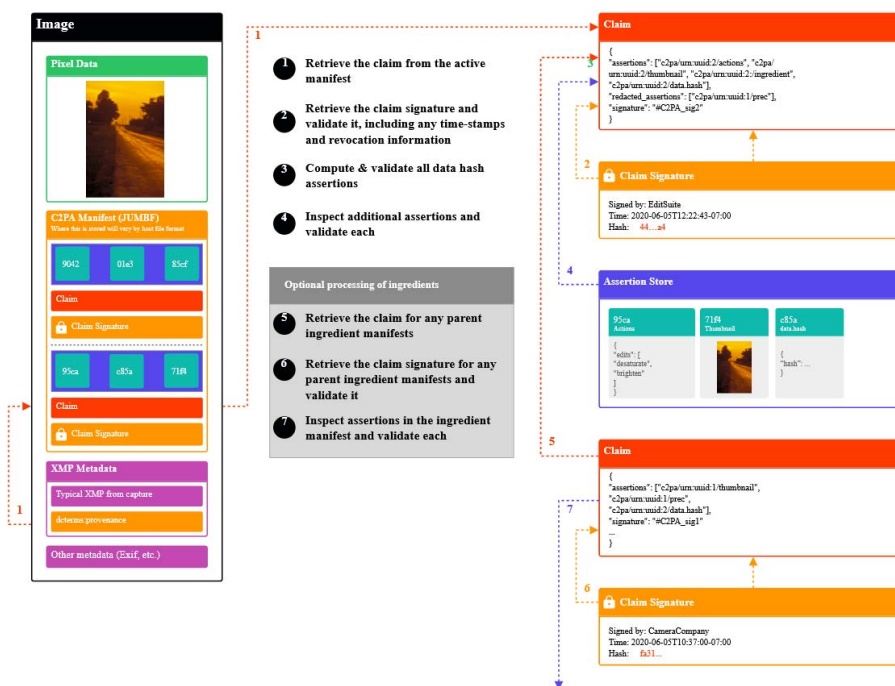 Image
Pixel Data
C2PA Manifest (JUMBF)
Where this is stored will vary by host file format
9042
01e3
85cf
Claim
Claim Signature
95ca
c85a
71f4
Claim
Claim Signature
XMP Metadata
Typical XMP from capture
dcterms:provenance
Other metadata (Exif, etc.)
1
1
1
Retrieve the claim from the active
manifest
2
Retrieve the claim signature and
validate it, including any time-stamps
and revocation information
3
Compute & validate all data hash
assertions
4
Inspect additional assertions and
validate each
Optional processing of ingredients
5
Retrieve the claim for any parent
ingredient manifests
6
Retrieve the claim signature for any
parent ingredient manifests and
validate it
7
Inspect assertions in the ingredient
manifest and validate each
Claim
{
"assertions": ["c2pa/urn:uuid:2/actions", "c2pa/
urn:uuid:2/thumbnail", "c2pa/urn:uuid:2:/ingredient",
"c2pa/urn:uuid:2/data.hash"],
"redacted_assertions": ["c2pa/urn:uuid:1/prec"],
"signature": "#C2PA_sig2"
}
3
2
Claim Signature
Signed by: EditSuite
Time: 2020-06-05T12:22:43-07:00
Hash: 44...a4
4
Assertion Store
95ca
Actions
{
"edits": [
"desaturate",
"brighten"
]
}
71f4
Thumbnail
c85a
data.hash
{
"hash": ...
}
5
Claim
{
"assertions": ["c2pa/urn:uuid:1/thumbnail",
"c2pa/urn:uuid:1/prec",
"c2pa/urn:uuid:2/data.hash"],
"signature": "#C2PA_sig1"
...
}
7
6
Claim Signature
Signed by: CameraCompany
Time: 2020-06-05T10:37:00-07:00
Hash: fa31...